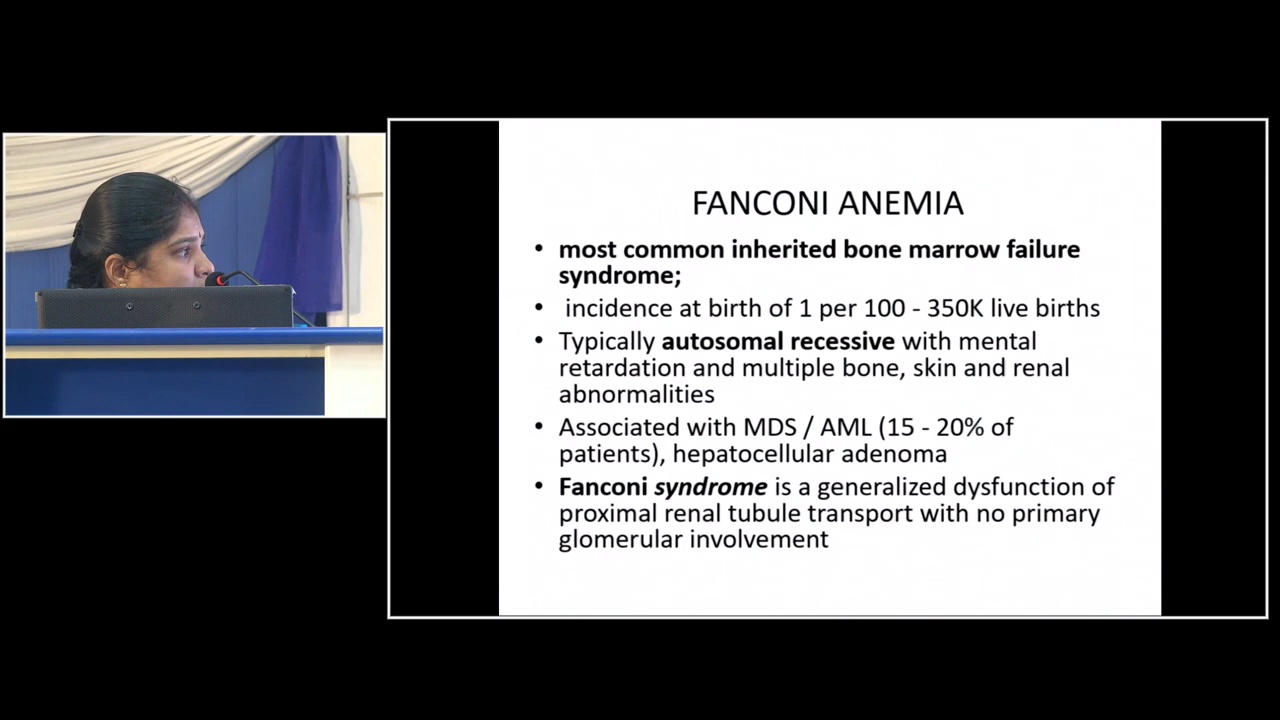 FANCONI ANEMIA
• most common inherited bone marrow failure
syndrome;
• incidence at birth of 1 per 100 - 350K live births
• Typically autosomal recessive with mental
retardation and multiple bone, skin and renal
abnormalities
• Associated with MDS / AML (15 - 20% of
patients), hepatocellular adenoma
• Fanconi syndrome is a generalized dysfunction of
proximal renal tubule transport with no primary
glomerular involvement